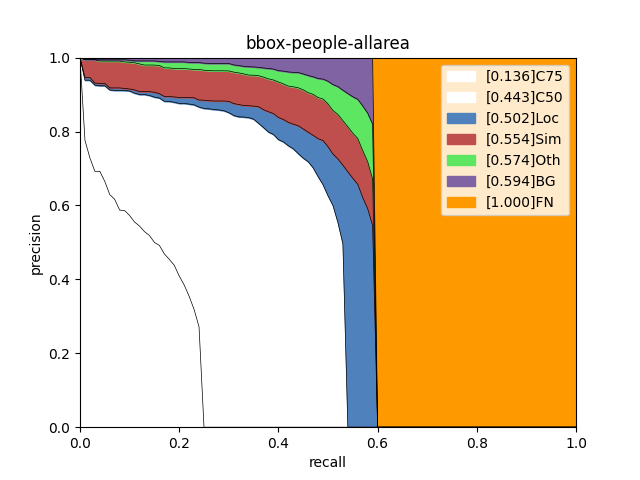 bbox-people-allarea
1.0
0.8
0.6
0.4
0.2
0.0
precision
[0.136]C75
[0.443]C50
[0.502]Loc
[0.554]Sim
[0.574]Oth
[0.594]BG
[1.000]FN
0.0 0.2 0.4 0.6 0.8 1.0
recall